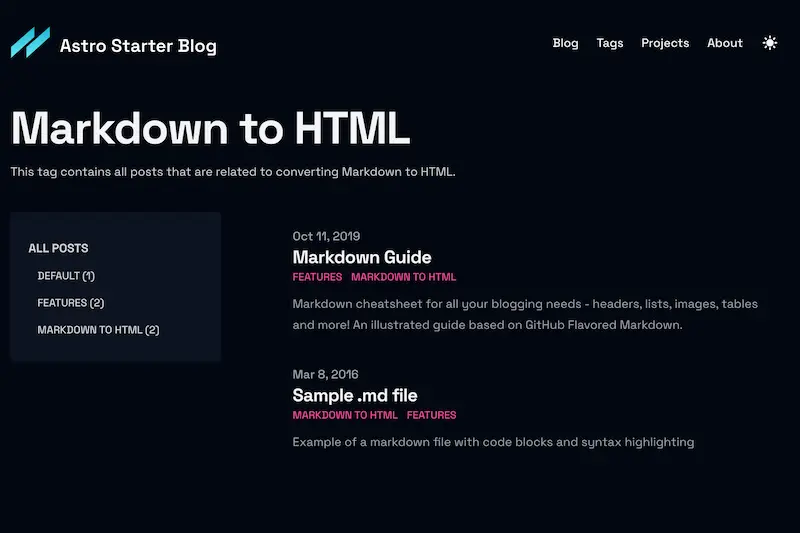 Astro Starter Blog
Blog Tags Projects About
Markdown to HTML
This tag contains all posts that are related to converting Markdown to HTML.
ALL POSTS
DEFAULT (1)
FEATURES (2)
MARKDOWN TO HTML (2)
Oct 11, 2019
Markdown Guide
FEATURES MARKDOWN TO HTML
Markdown cheatsheet for all your blogging needs - headers, lists, images, tables
and more! An illustrated guide based on GitHub Flavored Markdown.
Mar 8, 2016
Sample .md file
MARKDOWN TO HTML FEATURES
Example of a markdown file with code blocks and syntax highlighting